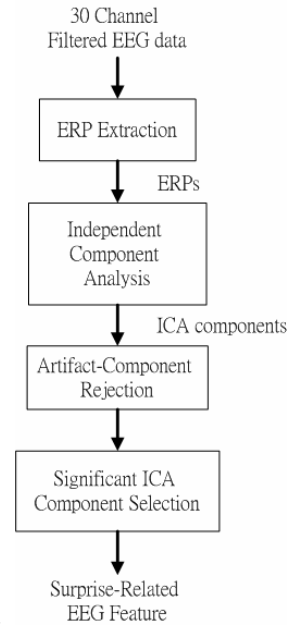 30 Channel
Filtered EEG data
ERP Extraction
ERPs
Independent
Component
Analysis
ICA components
Artifact-Component
Rejection
Significant ICA
Component Selection
Surprise-Related
EEG Feature